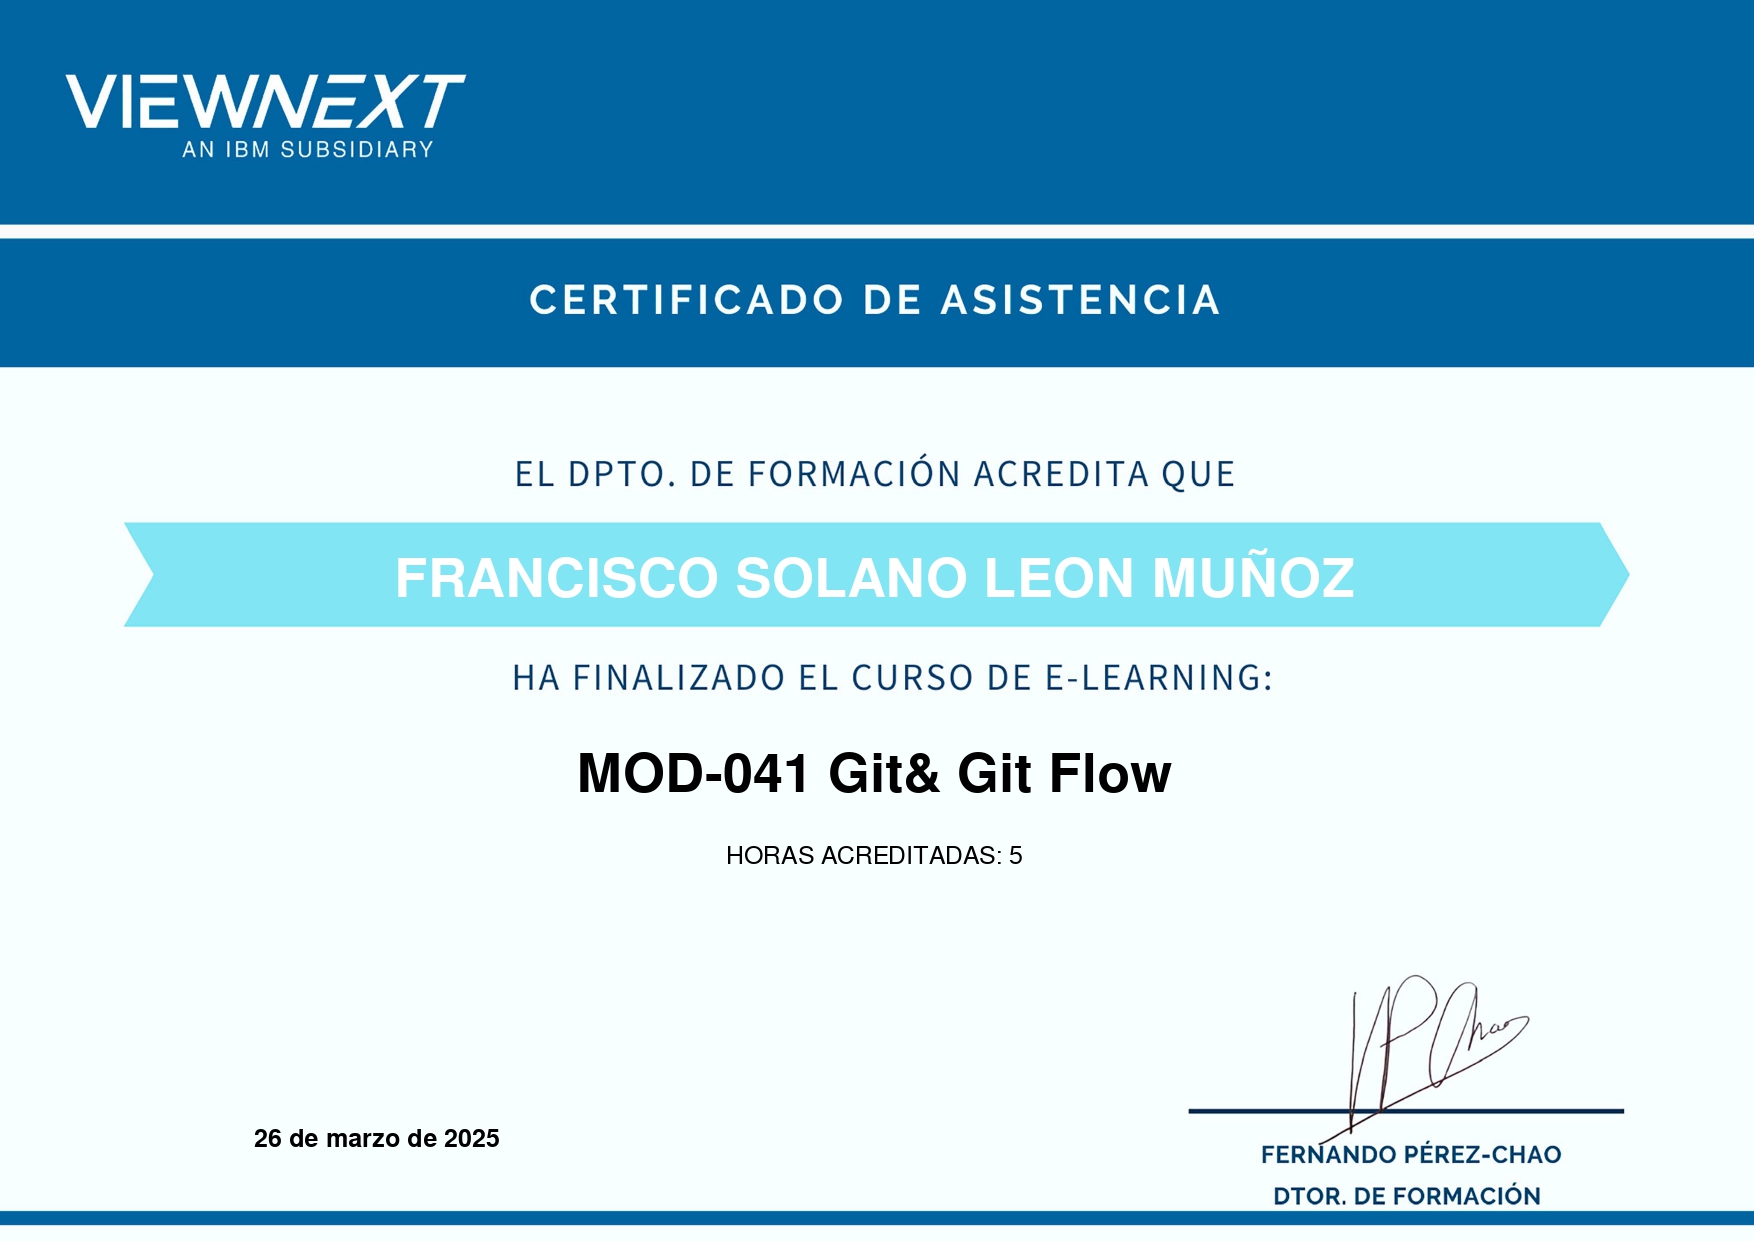 VIEWNEXT
AN IBM SUBSIDIARY
CERTIFICADO DE ASISTENCIA
EL DPTO. DE FORMACIÓN ACREDITA QUE
FRANCISCO SOLANO LEON MUÑOZ
HA FINALIZADO EL CURSO DE E-LEARNING:
MOD-041 Git& Git Flow
HORAS ACREDITADAS: 5
26 de marzo de 2025
FERNANDO PÉREZ-CHAO
DTOR. DE FORMACIÓN